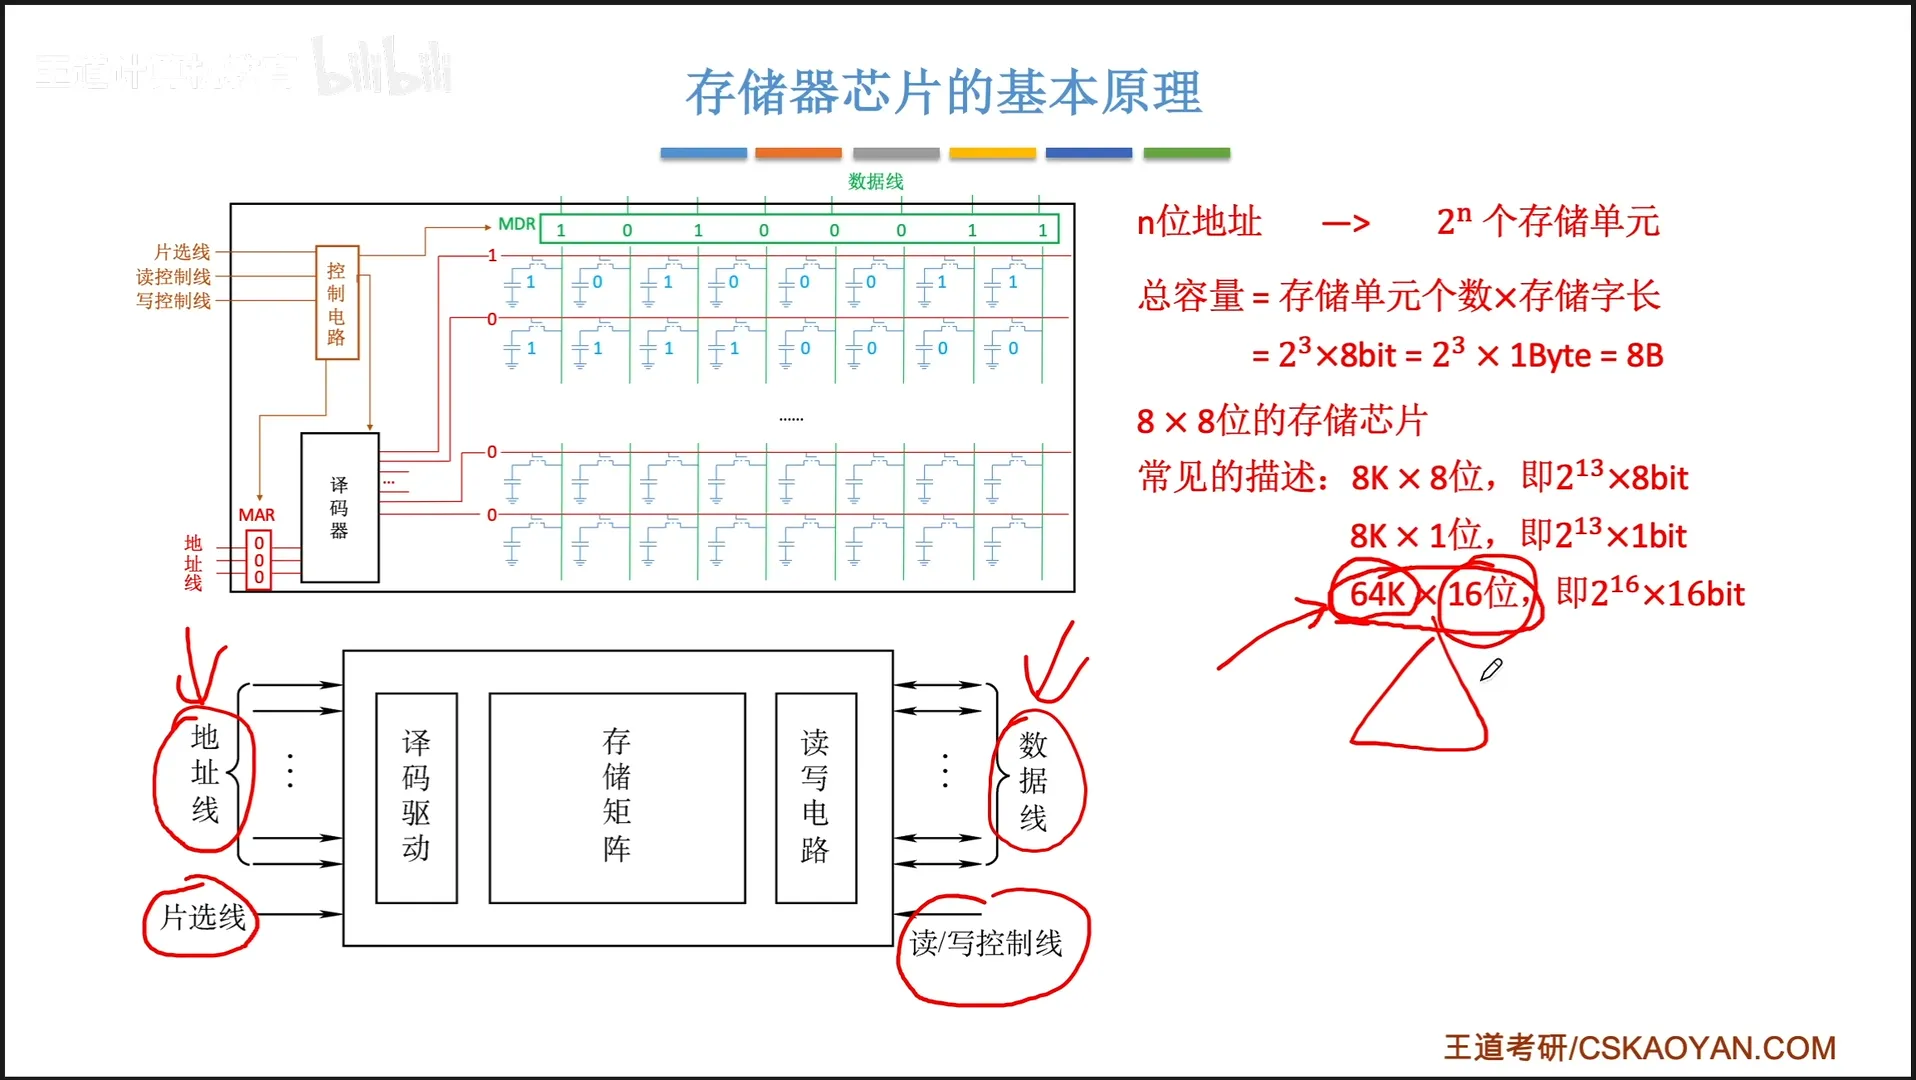 王道计算机教育 bilibili
存储器芯片的基本原理
数据线
MDR 1 0 1 0 0 0 1 1
片选线
读控制线
写控制线
控制电路
1
1 0 1 0 0 0 1 1
0
1 1 1 1 0 0 0 0
......
0
...
0
译码器
MAR
地址线
0
0
0
n位地址 —> 2ⁿ 个存储单元
总容量 = 存储单元个数×存储字长
= 2³×8bit = 2³ × 1Byte = 8B
8 × 8位的存储芯片
常见的描述：8K × 8位，即2¹³×8bit
8K × 1位，即2¹³×1bit
64K × 16位，即2¹⁶×16bit
地址线
片选线
译码驱动
存储矩阵
读写电路
数据线
读/写控制线
王道考研/CSKAOYAN.COM